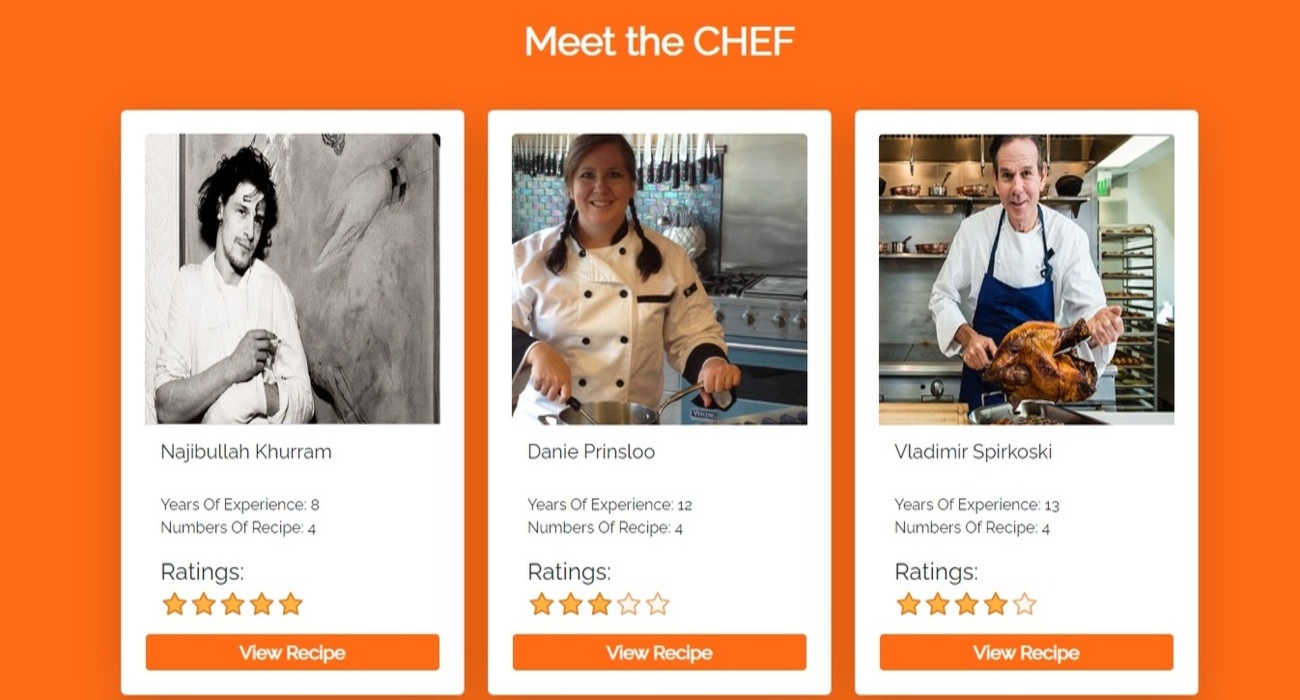 Meet the CHEF
Najibullah Khurram
Years Of Experience: 8
Numbers Of Recipe: 4
Ratings:
View Recipe
Danie Prinsloo
Years Of Experience: 12
Numbers Of Recipe: 4
Ratings:
View Recipe
Vladimir Spirkoski
Years Of Experience: 13
Numbers Of Recipe: 4
Ratings:
View Recipe